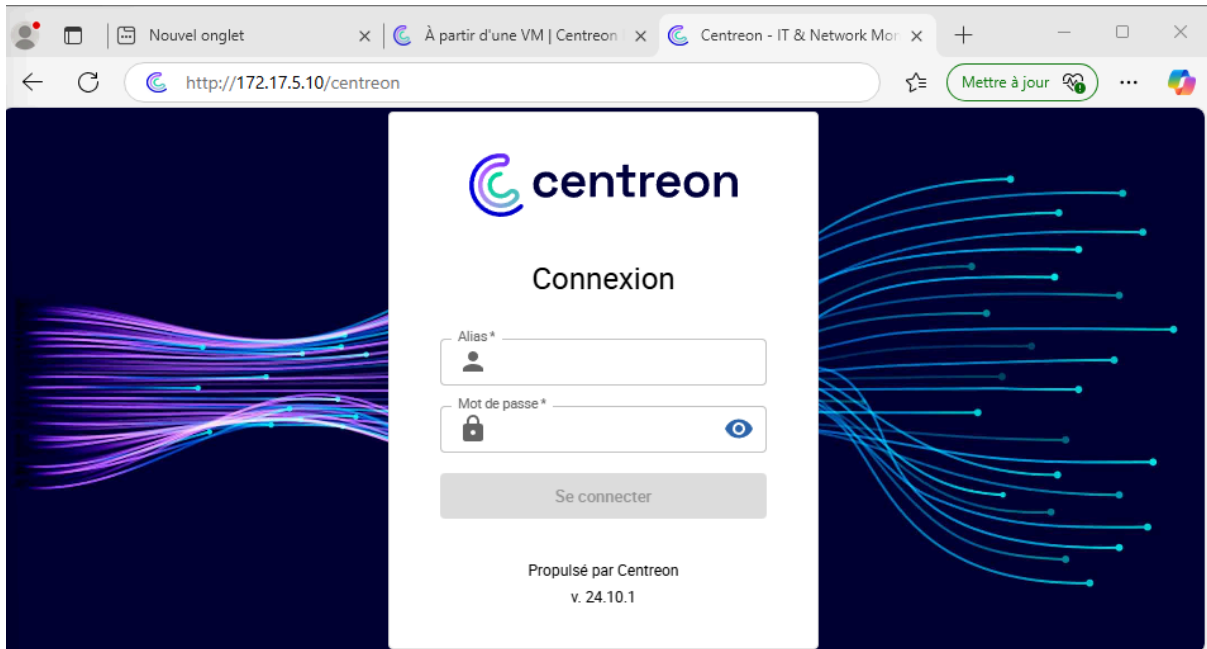 Nouvel onglet
À partir d'une VM | Centreon
Centreon - IT & Network Mon
http://172.17.5.10/centreon
Mettre à jour
centreon
Connexion
Alias *
Mot de passe *
Se connecter
Propulsé par Centreon
v. 24.10.1